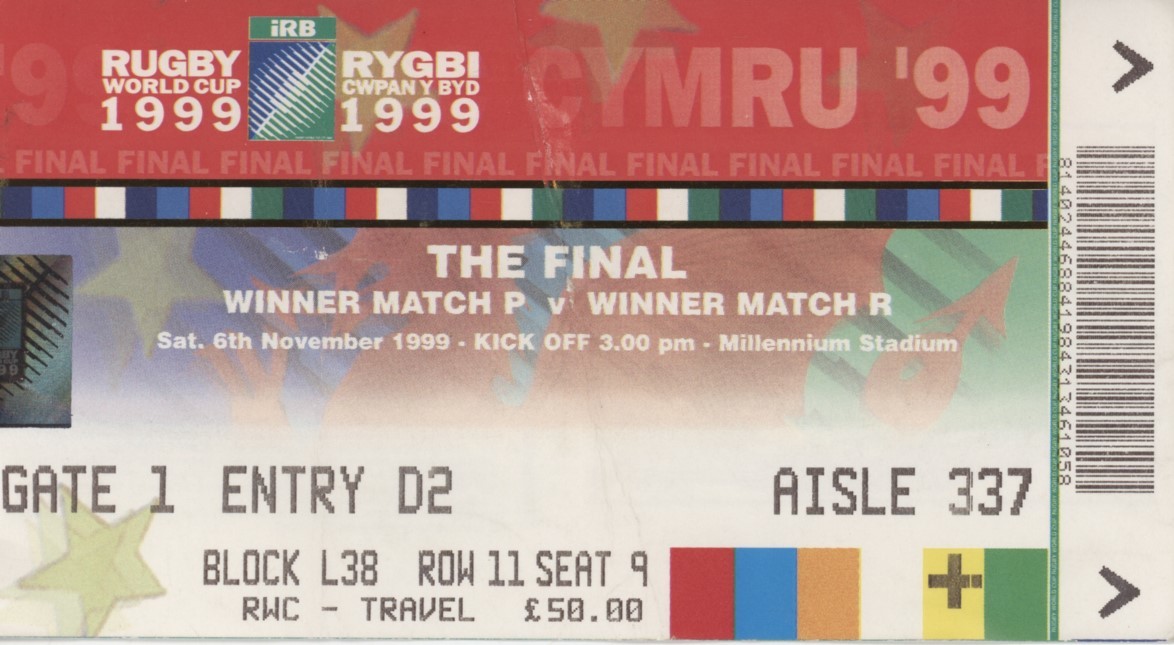 iRB
RUGBY
WORLD CUP
1999
RYGBI
CWPAN Y BYD
1999
'99
CYMRU '99
FINAL FINAL FINAL FINAL FINAL FINAL FINAL FINAL FINAL FINAL F
THE FINAL
WINNER MATCH P v WINNER MATCH R
Sat. 6th November 1999 - KICK OFF 3.00 pm - Millennium Stadium
GATE 1 ENTRY D2
AISLE 337
BLOCK L38 ROW 11 SEAT 9
RWC - TRAVEL £50.00
+
> >